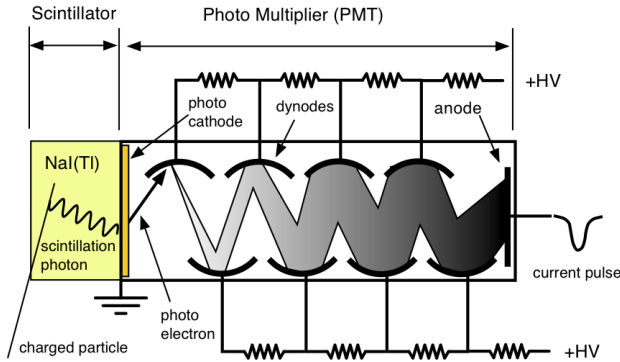 Scintillator
Photo Multiplier (PMT)
+HV
photo
cathode
dynodes
anode
NaI(Tl)
scintillation
photon
current pulse
photo
electron
charged particle
+HV